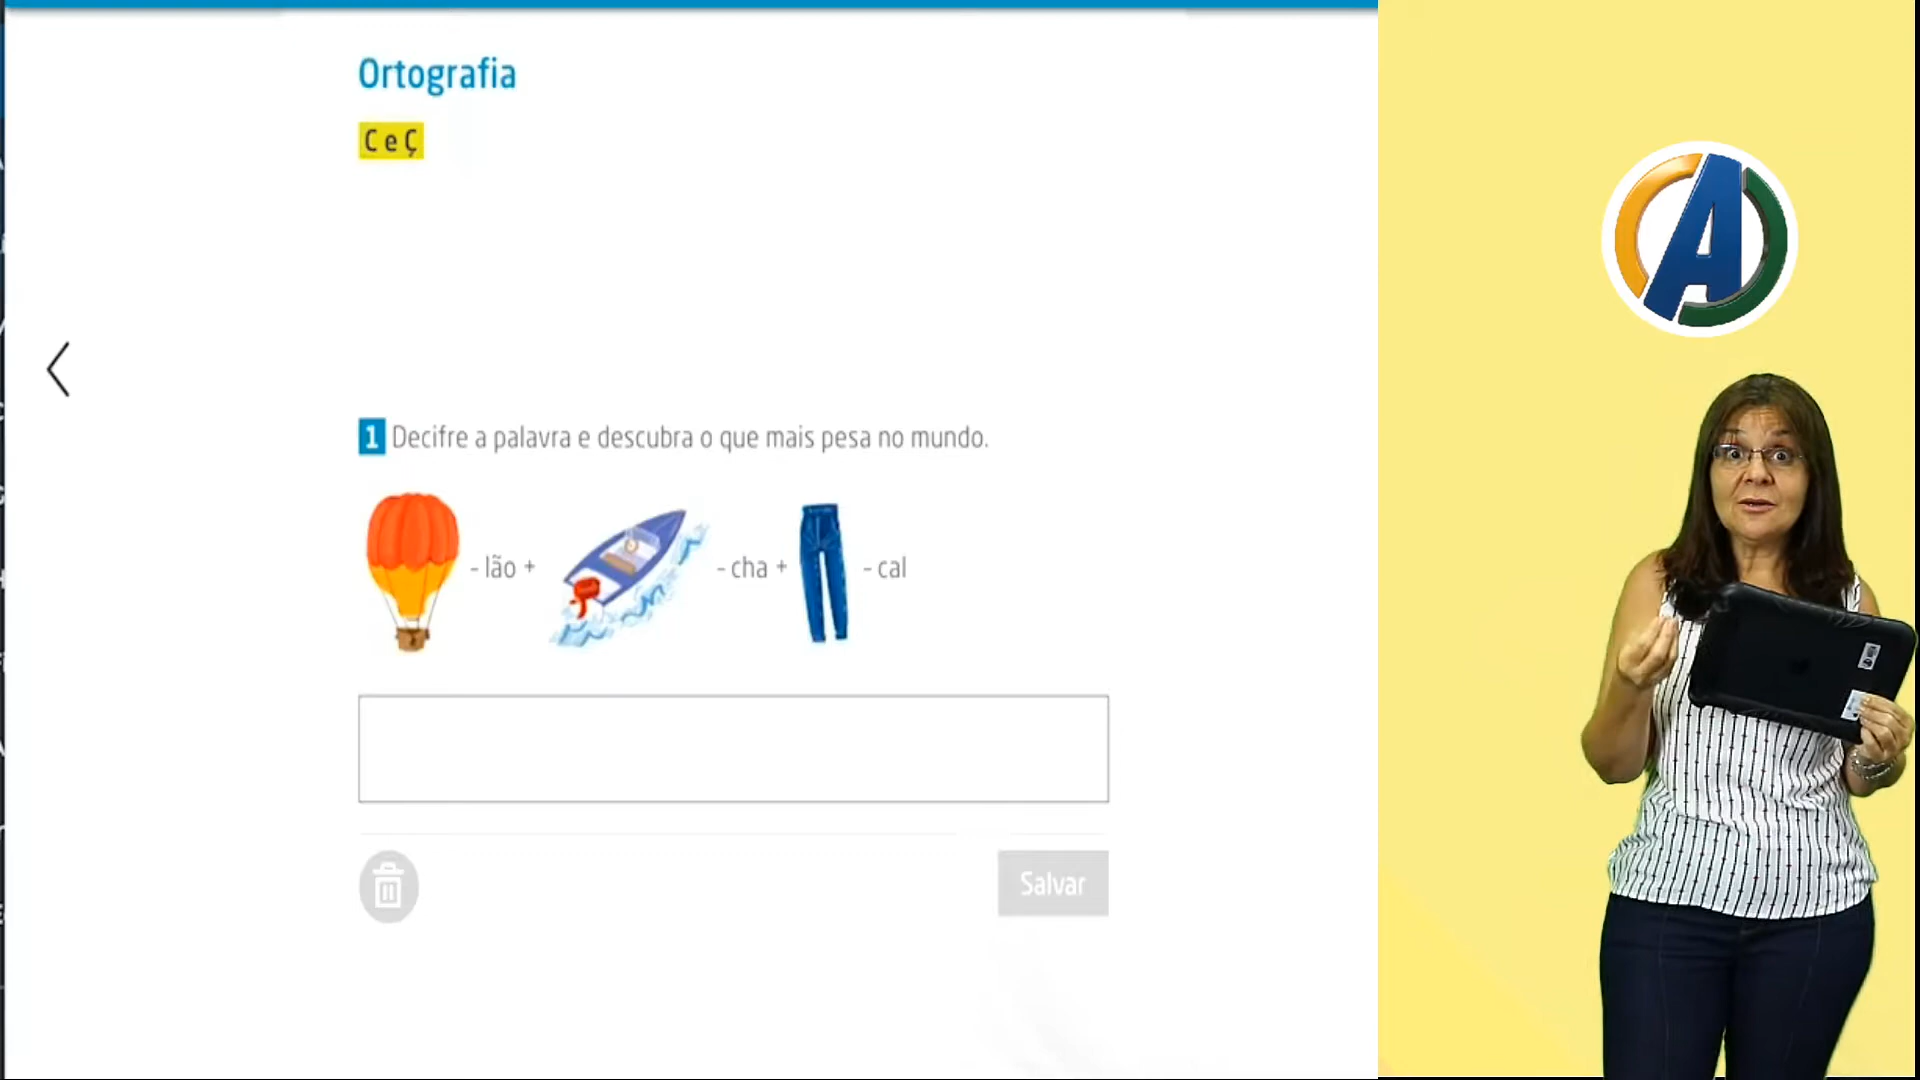 Ortografia
C e Ç
1 Decifre a palavra e descubra o que mais pesa no mundo.
- lão + - cha + - cal
Salvar
A